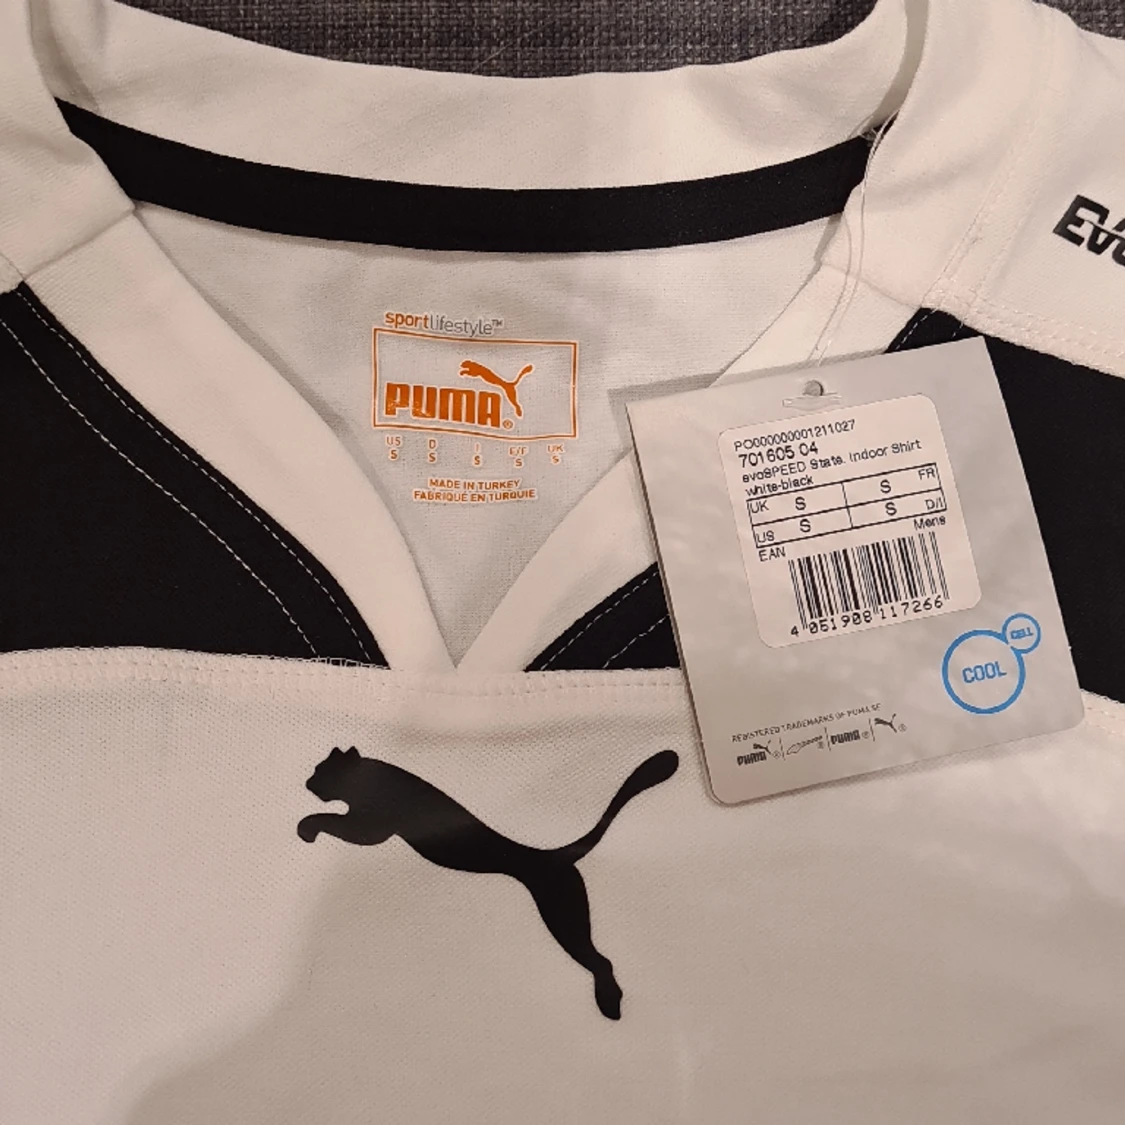 EVO
sportlifestyle™
PUMA®
US D I E/F UK
S S S S S
MADE IN TURKEY
FABRIQUÉ EN TURQUIE
PO000000001211027
701605 04
evoSPEED State. Indoor Shirt
white-black
UK S S FR
US S S D/I
EAN Mens
4 051908 117266
COOL
CELL
REGISTERED TRADEMARKS OF PUMA SE
PUMA ® ® PUMA ® ®